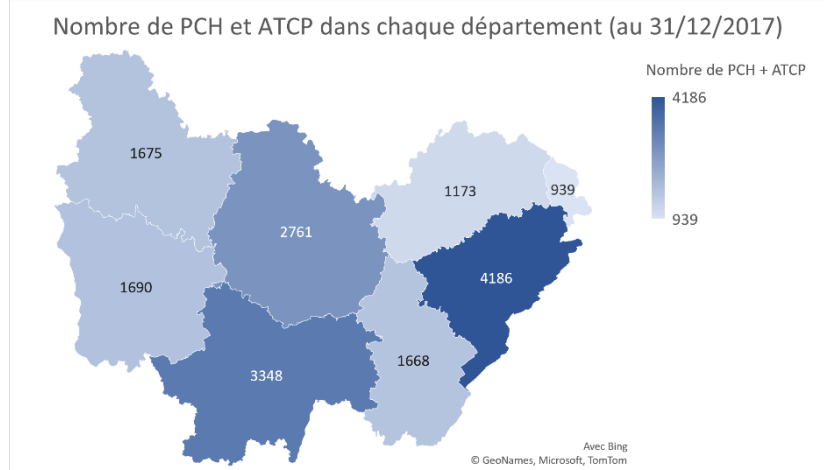 Nombre de PCH et ATCP dans chaque département (au 31/12/2017)
Nombre de PCH + ATCP
4186
939
1675
1173
939
2761
4186
1690
1668
3348
Avec Bing
© GeoNames, Microsoft, TomTom